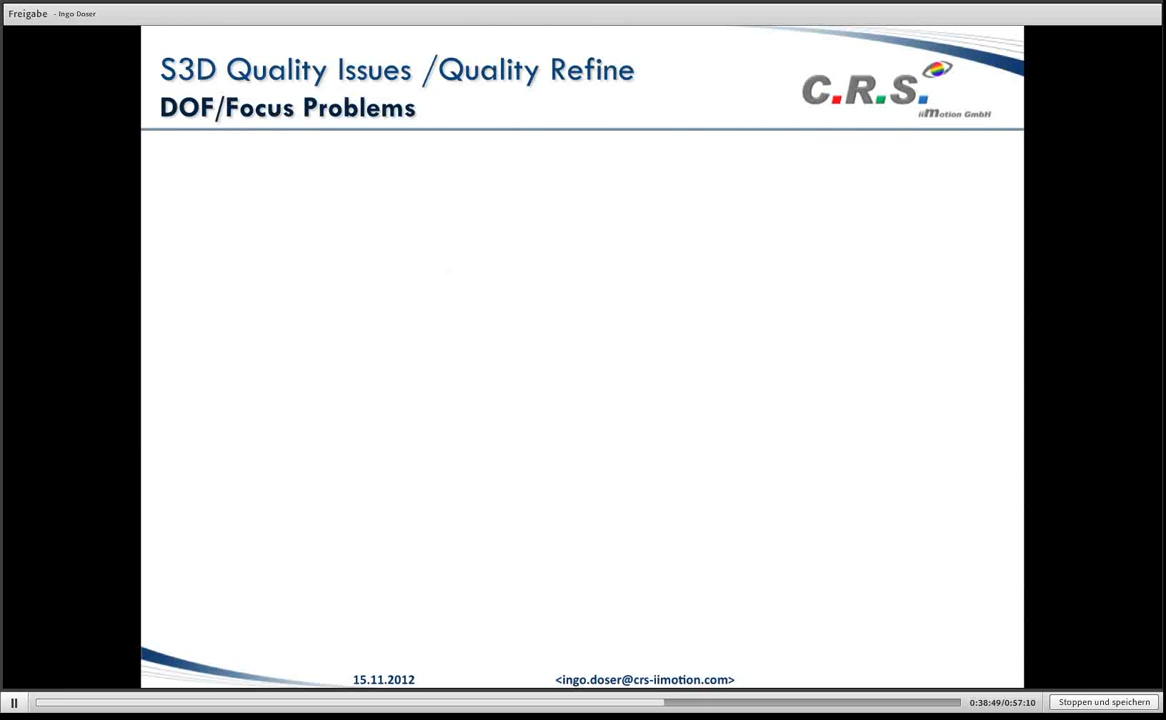 Freigabe - Ingo Doser
S3D Quality Issues /Quality Refine
DOF/Focus Problems
C.R.S.
iiMotion GmbH
15.11.2012 <ingo.doser@crs-iimotion.com>
0:38:49/0:57:10 Stoppen und speichern